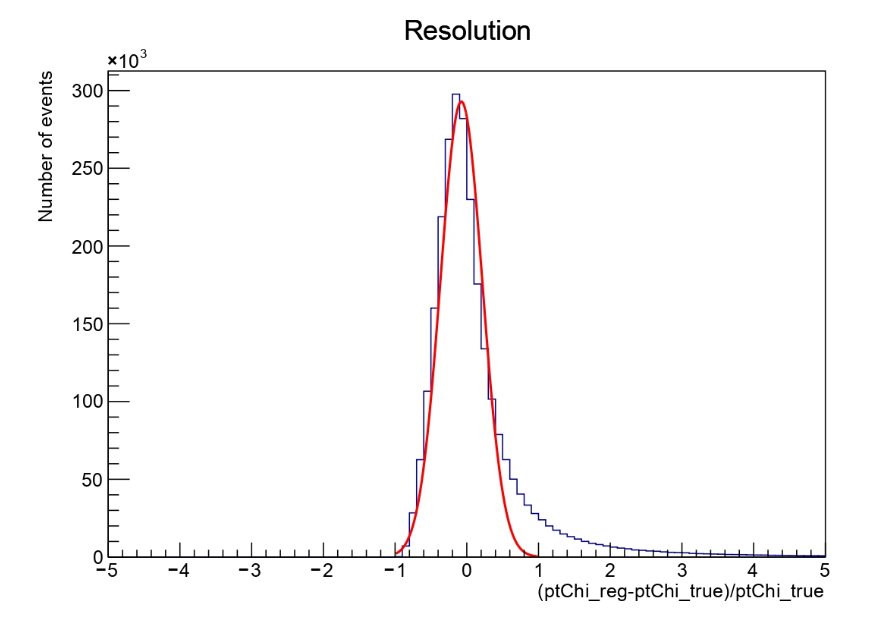 Resolution
×10³
Number of events
300
250
200
150
100
50
0
−5 −4 −3 −2 −1 0 1 2 3 4 5
(ptChi_reg-ptChi_true)/ptChi_true